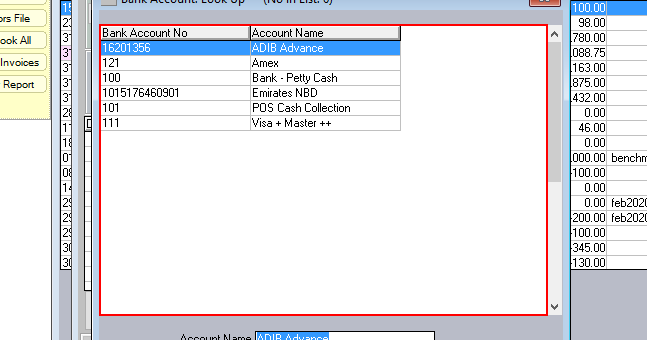 Bank Account: Look Up (No in List: 6)
Bank Account No Account Name
16201356 ADIB Advance
121 Amex
100 Bank - Petty Cash
1015176460901 Emirates NBD
101 POS Cash Collection
111 Visa + Master ++
Account Name ADIB Advance
ors File
ook All
Invoices
Report
100.00
98.00
780.00
088.75
163.00
875.00
432.00
0.00
46.00
0.00
000.00 benchm
-100.00
0.00
0.00 feb2020
-200.00 feb2020
-100.00
-345.00
-130.00